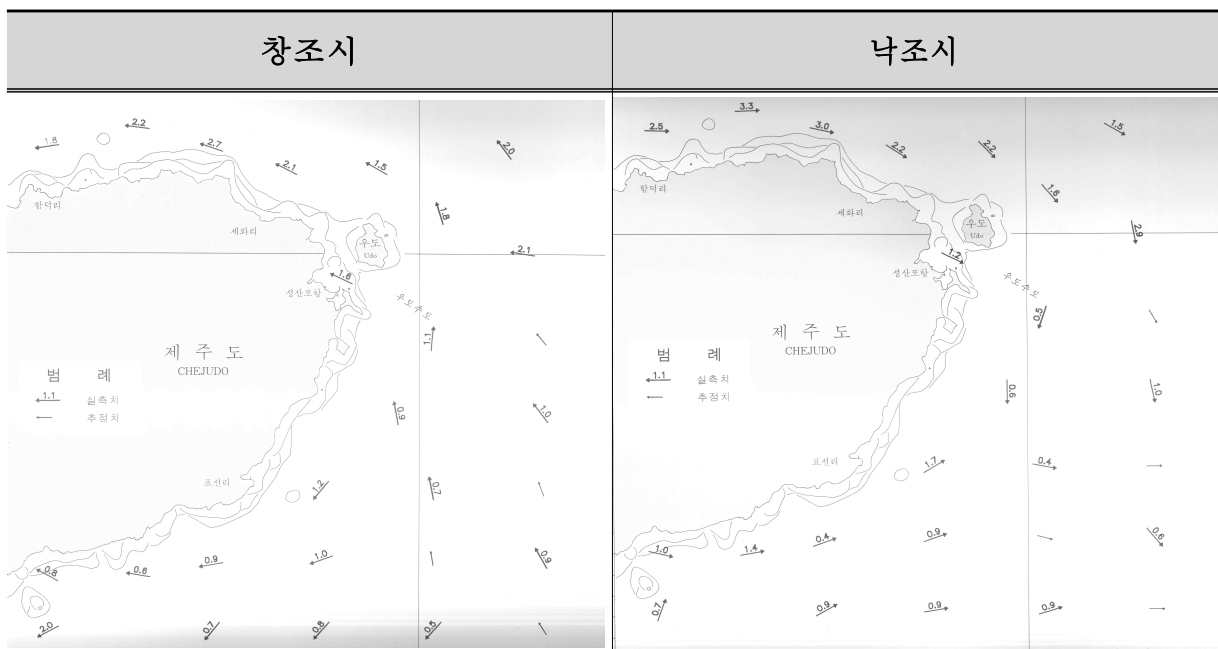 창조시
2.2
1.8
2.7
2.1
1.5
2.0
함덕리
1.8
세화리
우도
Udo
2.1
1.6
성산포항
우도수도
1.1
제 주 도
CHEJUDO
범 례
1.1 실측치
추정치
0.9
1.0
표선리
1.2
0.7
0.9
1.0
0.9
0.8
0.6
2.0
0.7
0.8
0.5
낙조시
3.3
2.5
3.0
2.2
2.2
1.5
함덕리
1.6
세화리
우도
Udo
2.9
1.2
성산포항
우도수도
0.5
제 주 도
CHEJUDO
범 례
1.1 실측치
추정치
0.6
1.0
표선리
1.7
0.4
0.4
0.9
0.6
1.0
1.4
0.7
0.9
0.9
0.9